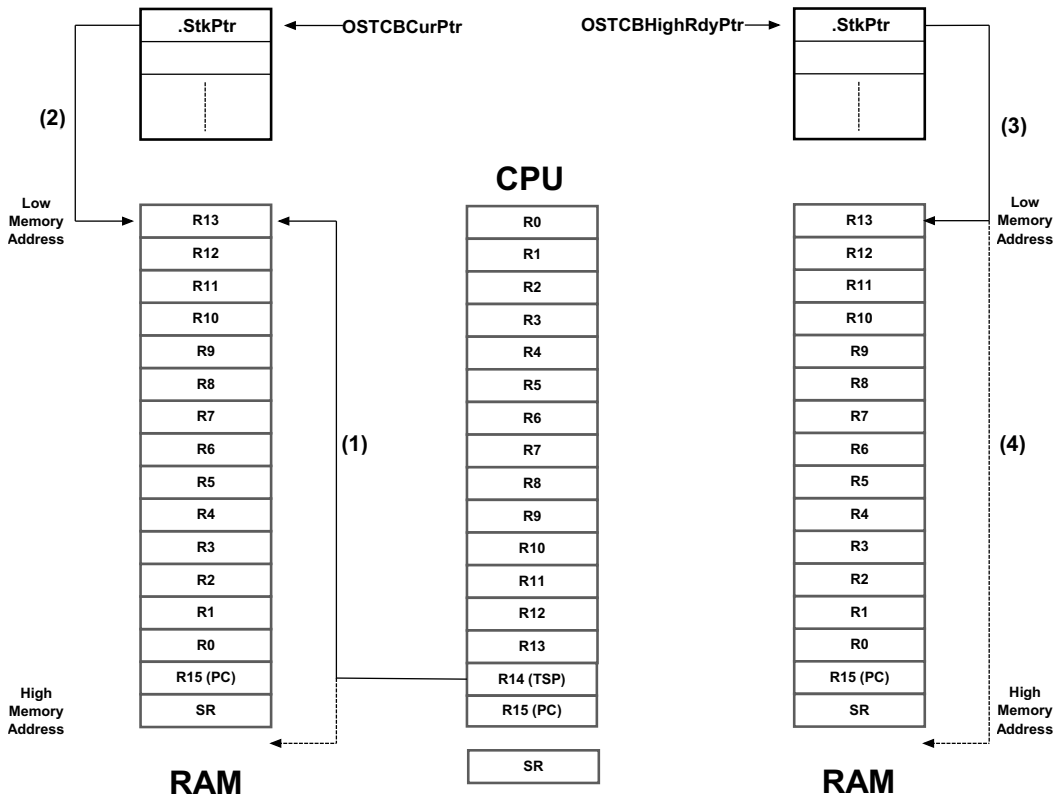 .StkPtr
OSTCBCurPtr
OSTCBHighRdyPtr
.StkPtr
(2)
(3)
CPU
Low
Memory
Address
R13
R12
R11
R10
R9
R8
R7
R6
R5
R4
R3
R2
R1
R0
R15 (PC)
SR
High
Memory
Address
RAM
(1)
R0
R1
R2
R3
R4
R5
R6
R7
R8
R9
R10
R11
R12
R13
R14 (TSP)
R15 (PC)
SR
R13
R12
R11
R10
R9
R8
R7
R6
R5
R4
R3
R2
R1
R0
R15 (PC)
SR
RAM
Low
Memory
Address
(4)
High
Memory
Address